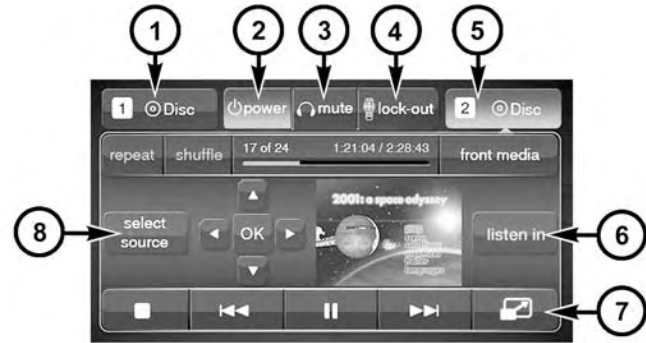 1 2 3 4 5
1 Disc power mute lock-out 2 Disc
repeat shuffle 17 of 24 1:21:04 / 2:28:43 front media
2001: a space odyssey
select source
OK
listen in
8
6
languages
7